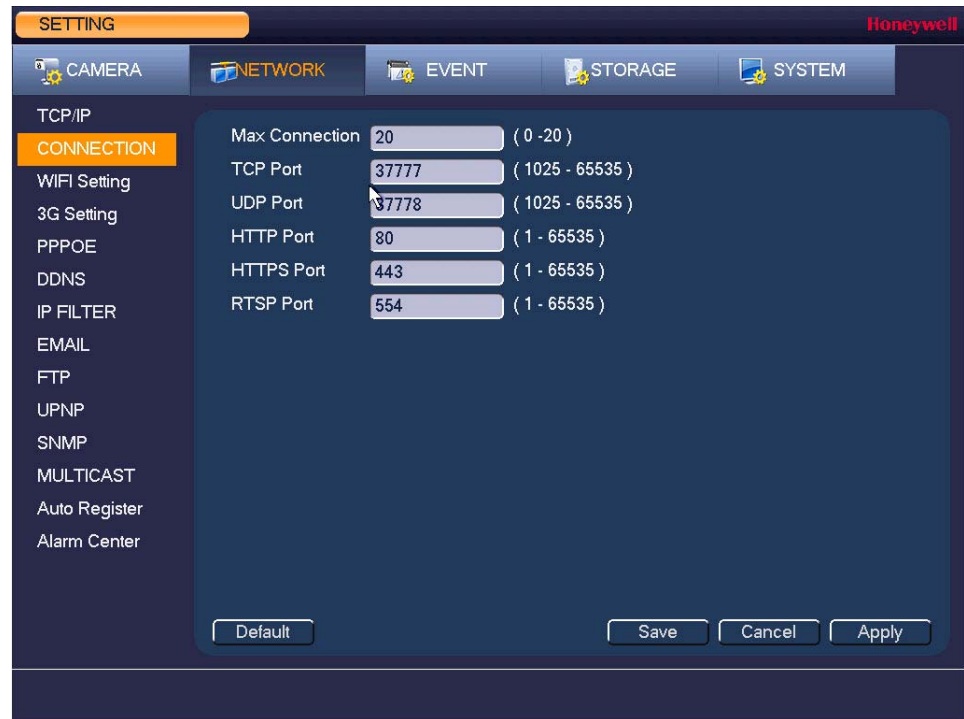 SETTING
Honeywell
CAMERA NETWORK EVENT STORAGE SYSTEM
TCP/IP
CONNECTION
WIFI Setting
3G Setting
PPPOE
DDNS
IP FILTER
EMAIL
FTP
UPNP
SNMP
MULTICAST
Auto Register
Alarm Center
Max Connection 20 ( 0 -20 )
TCP Port 37777 ( 1025 - 65535 )
UDP Port 37778 ( 1025 - 65535 )
HTTP Port 80 ( 1 - 65535 )
HTTPS Port 443 ( 1 - 65535 )
RTSP Port 554 ( 1 - 65535 )
Default Save Cancel Apply